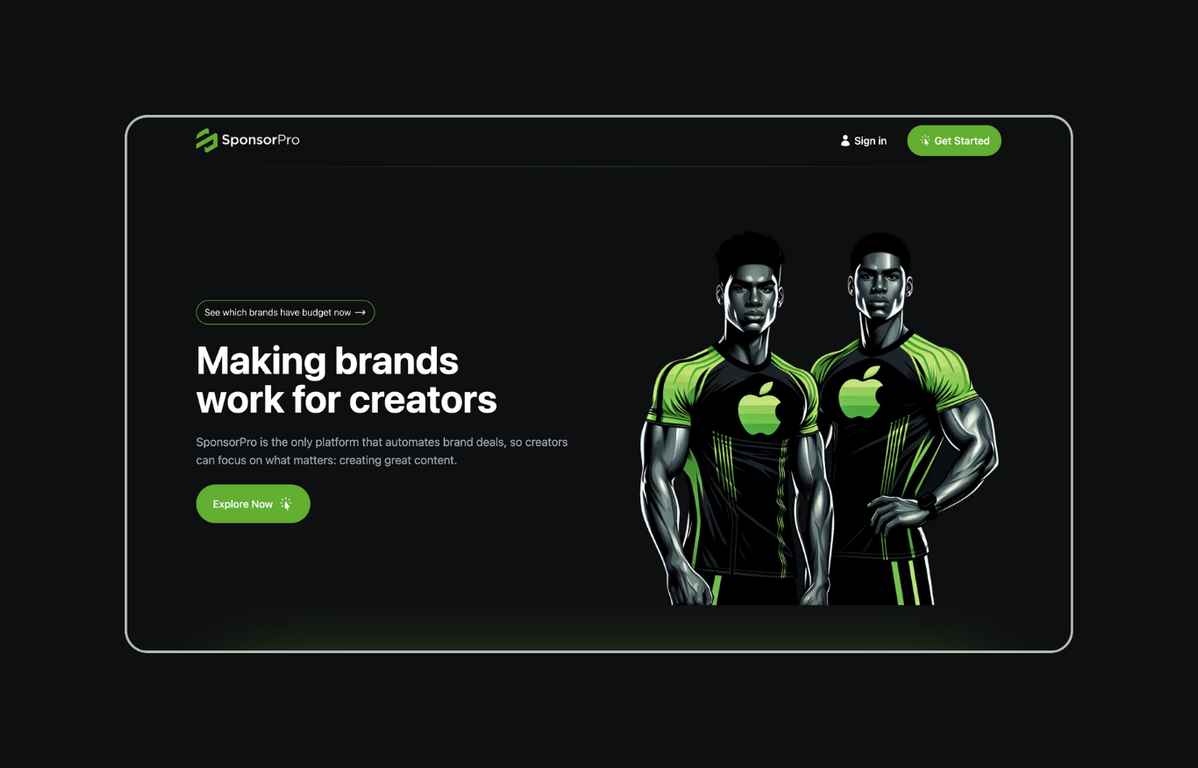 SponsorPro
Sign in
Get Started
See which brands have budget now →
Making brands
work for creators
SponsorPro is the only platform that automates brand deals, so creators
can focus on what matters: creating great content.
Explore Now